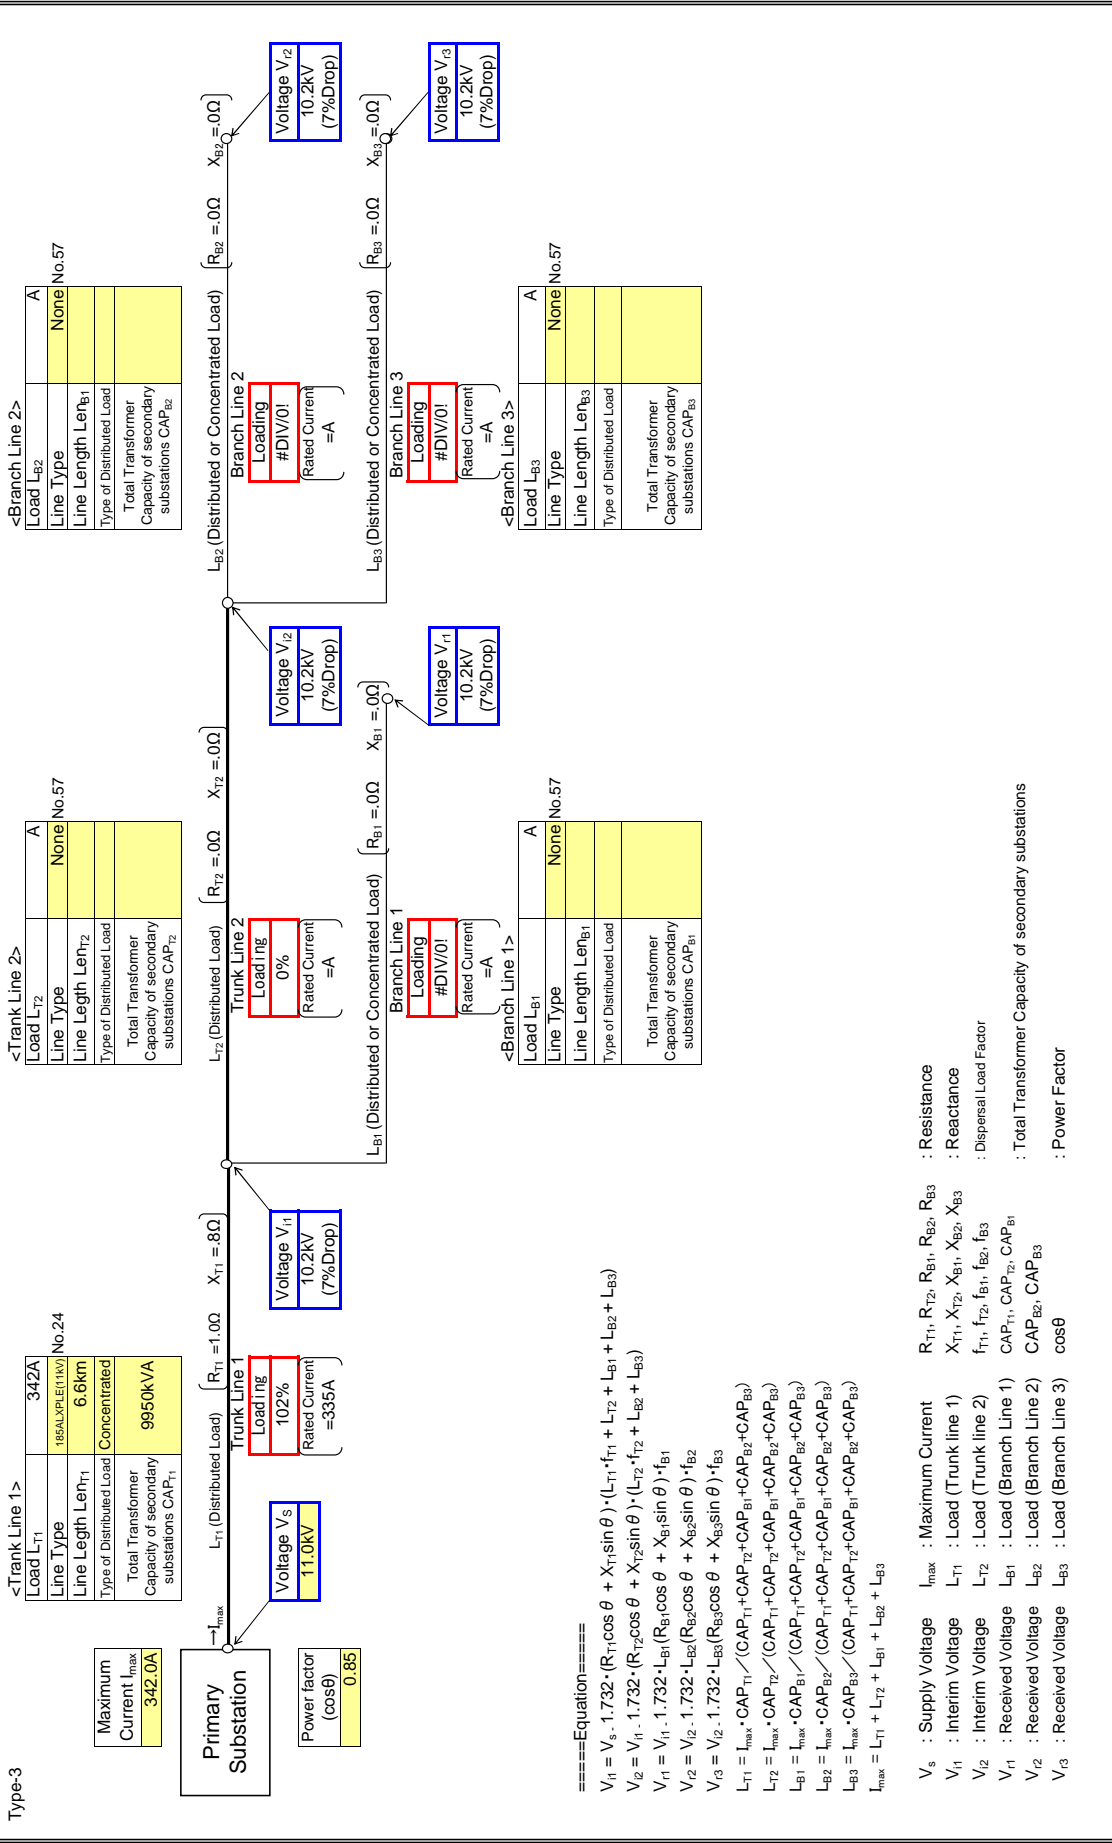 Type-3
Maximum
Current Imax
342.0A
<Trank Line 1>
Load LT1 342A
Line Type 185ALXPLE(11kV) No.24
Line Legth LenT1 6.6km
Type of Distributed Load Concentrated
Total Transformer
Capacity of secondary
substations CAPT1
9950kVA
<Trank Line 2>
Load LT2 A
Line Type None No.57
Line Length LenT2
Type of Distributed Load
Total Transformer
Capacity of secondary
substations CAPT2
<Branch Line 2>
Load LB2 A
Line Type None No.57
Line Length LenB1
Type of Distributed Load
Total Transformer
Capacity of secondary
substations CAPB2
Primary
Substation
→Imax
LT1 (Distributed Load) RT1 =1.0Ω XT1 =.8Ω
LT2 (Distributed Load) RT2 =.0Ω XT2 =.0Ω
LB2 (Distributed or Concentrated Load) RB2 =.0Ω XB2 =.0Ω
Voltage VS
11.0kV
Trunk Line 1
Loading
102%
Rated Current
=335A
Voltage Vi1
10.2kV
(7%Drop)
Trunk Line 2
Loading
0%
Rated Current
=A
Voltage Vi2
10.2kV
(7%Drop)
Branch Line 2
Loading
#DIV/0!
Rated Current
=A
Voltage Vr2
10.2kV
(7%Drop)
Power factor
(cosθ)
0.85
LB1 (Distributed or Concentrated Load) RB1 =.0Ω XB1 =.0Ω
LB3 (Distributed or Concentrated Load) RB3 =.0Ω XB3 =.0Ω
Branch Line 1
Loading
#DIV/0!
Rated Current
=A
Voltage Vr1
10.2kV
(7%Drop)
Branch Line 3
Loading
#DIV/0!
Rated Current
=A
Voltage Vr3
10.2kV
(7%Drop)
<Branch Line 1>
Load LB1 A
Line Type None No.57
Line Length LenB1
Type of Distributed Load
Total Transformer
Capacity of secondary
substations CAPB1
<Branch Line 3>
Load LB3 A
Line Type None No.57
Line Length LenB3
Type of Distributed Load
Total Transformer
Capacity of secondary
substations CAPB3
=====Equation=====
Vi1 = Vs - 1.732・(RT1cos θ + XT1sin θ)・(LT1・fT1 + LT2 + LB1 + LB2 + LB3)
Vi2 = Vi1 - 1.732・(RT2cos θ + XT2sin θ)・(LT2・fT2 + LB2 + LB3)
Vr1 = Vi1 - 1.732・LB1(RB1cos θ + XB1sin θ)・fB1
Vr2 = Vi2 - 1.732・LB2(RB2cos θ + XB2sin θ)・fB2
Vr3 = Vi2 - 1.732・LB3(RB3cos θ + XB3sin θ)・fB3
LT1 = Imax・CAPT1／(CAPT1+CAPT2+CAPB1+CAPB2+CAPB3)
LT2 = Imax・CAPT2／(CAPT1+CAPT2+CAPB1+CAPB2+CAPB3)
LB1 = Imax・CAPB1／(CAPT1+CAPT2+CAPB1+CAPB2+CAPB3)
LB2 = Imax・CAPB2／(CAPT1+CAPT2+CAPB1+CAPB2+CAPB3)
LB3 = Imax・CAPB3／(CAPT1+CAPT2+CAPB1+CAPB2+CAPB3)
Imax = LT1 + LT2 + LB1 + LB2 + LB3
Vs : Supply Voltage Imax : Maximum Current RT1, RT2, RB1, RB2, RB3 : Resistance
Vi1 : Interim Voltage LT1 : Load (Trunk line 1) XT1, XT2, XB1, XB2, XB3 : Reactance
Vi2 : Interim Voltage LT2 : Load (Trunk line 2) fT1, fT2, fB1, fB2, fB3 : Dispersal Load Factor
Vr1 : Received Voltage LB1 : Load (Branch Line 1) CAPT1, CAPT2, CAPB1 : Total Transformer Capacity of secondary substations
Vr2 : Received Voltage LB2 : Load (Branch Line 2) CAPB2, CAPB3
Vr3 : Received Voltage LB3 : Load (Branch Line 3) cosθ : Power Factor